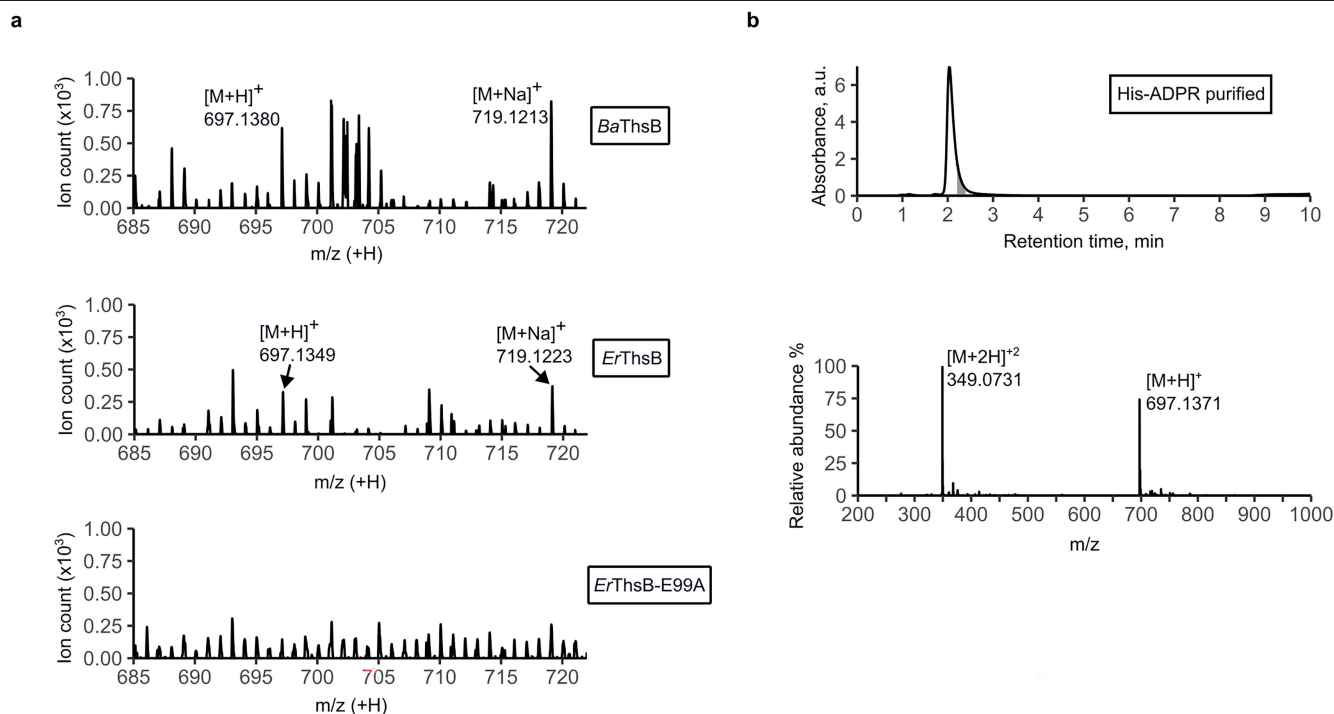 a
Ion count (x10³)
1.00
0.75
0.50
0.25
0.00
[M+H]⁺
697.1380
[M+Na]⁺
719.1213
BaThsB
685 690 695 700 705 710 715 720
m/z (+H)
Ion count (x10³)
1.00
0.75
0.50
0.25
0.00
[M+H]⁺
697.1349
[M+Na]⁺
719.1223
ErThsB
685 690 695 700 705 710 715 720
m/z (+H)
Ion count (x10³)
1.00
0.75
0.50
0.25
0.00
ErThsB-E99A
685 690 695 700 705 710 715 720
m/z (+H)
b
Absorbance, a.u.
6
4
2
0
His-ADPR purified
0 1 2 3 4 5 6 7 8 9 10
Retention time, min
Relative abundance %
100
75
50
25
0
[M+2H]⁺²
349.0731
[M+H]⁺
697.1371
200 300 400 500 600 700 800 900 1000
m/z